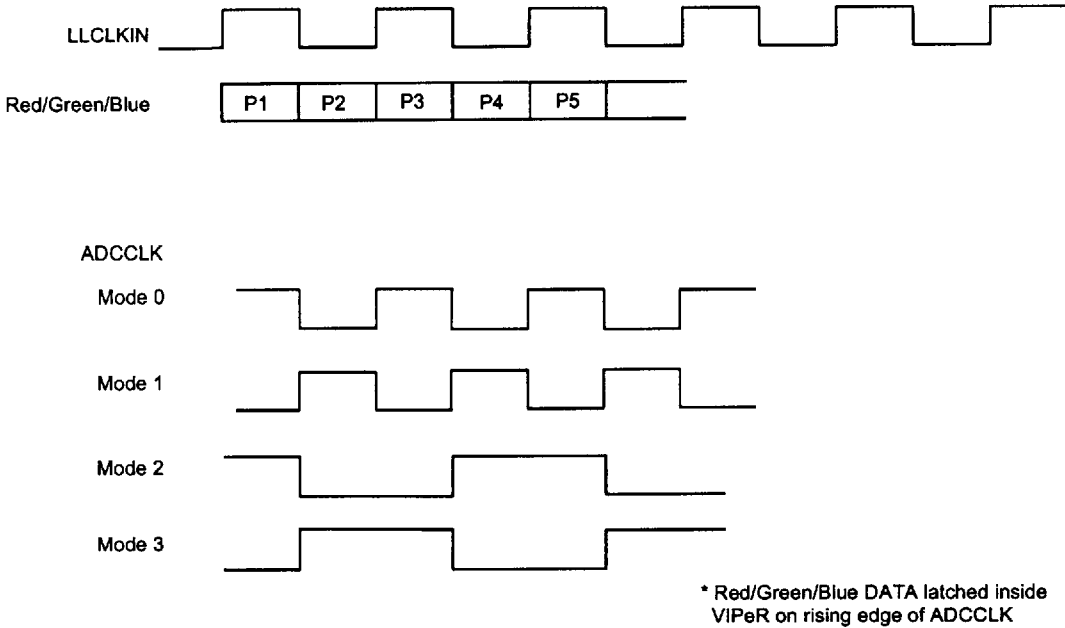 LLCLKIN
Red/Green/Blue
P1 P2 P3 P4 P5
ADCCLK
Mode 0
Mode 1
Mode 2
Mode 3
* Red/Green/Blue DATA latched inside
VIPeR on rising edge of ADCCLK